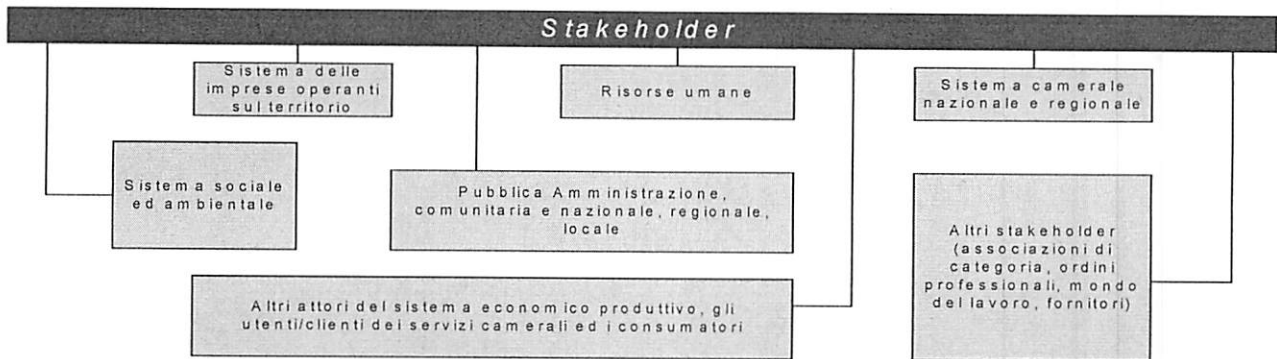 Stakeholder
Sistema delle
imprese operanti
sul territorio
Risorse umane
Sistema camerale
nazionale e regionale
Sistema sociale
ed ambientale
Pubblica Amministrazione,
comunitaria e nazionale, regionale,
locale
Altri stakeholder
(associazioni di
categoria, ordini
professionali, mondo
del lavoro, fornitori)
Altri attori del sistema economico produttivo, gli
utenti/clienti dei servizi camerali ed i consumatori